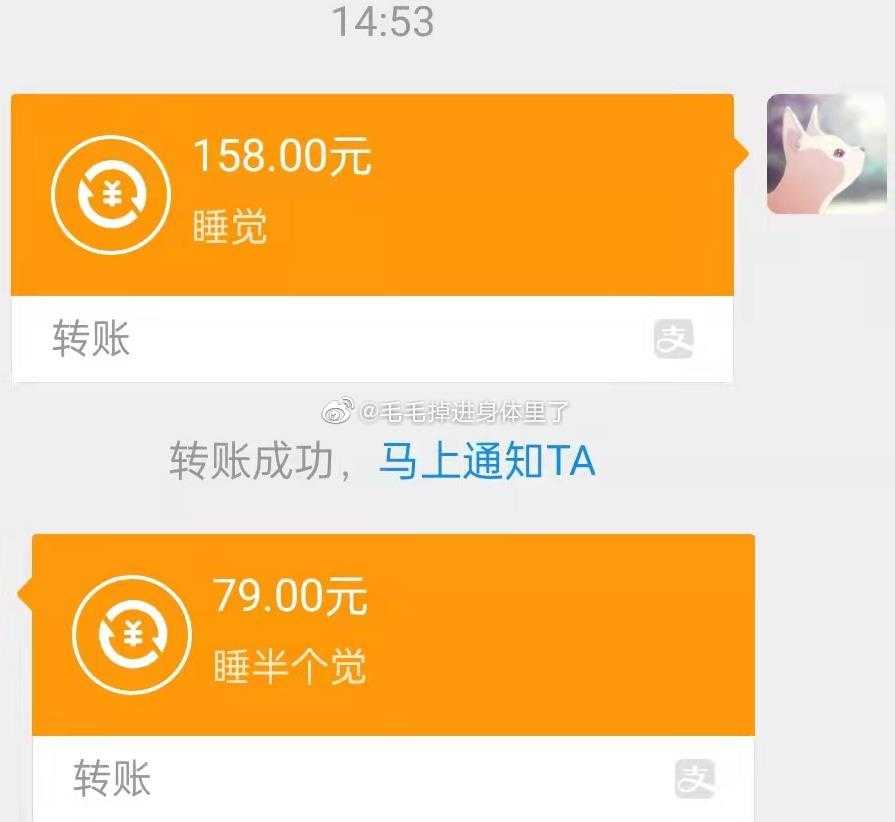 14:53
158.00元
睡觉
转账
支
@毛毛掉进身体里了
转账成功，马上通知TA
79.00元
睡半个觉
转账
支